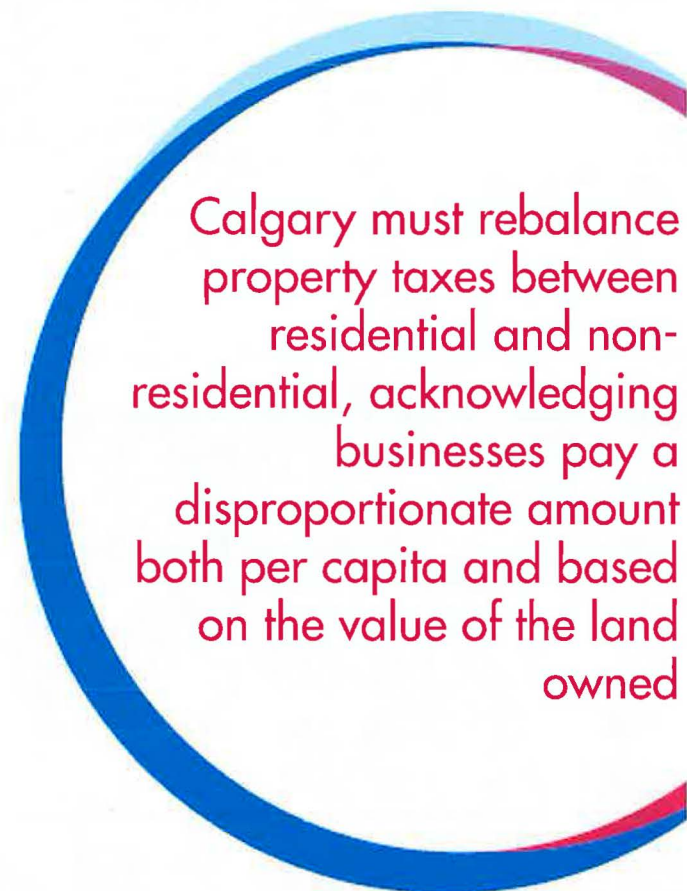 Calgary must rebalance
property taxes between
residential and non-
residential, acknowledging
businesses pay a
disproportionate amount
both per capita and based
on the value of the land
owned